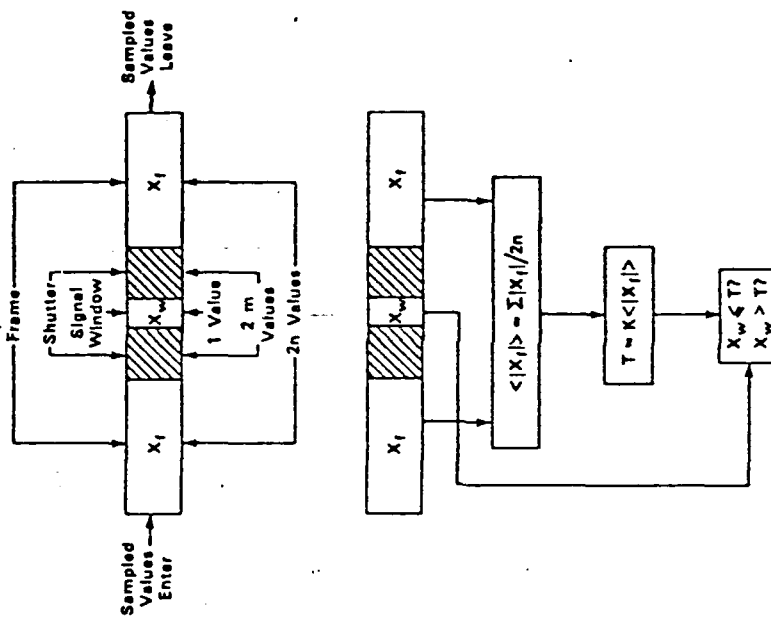 Sampled
Values
Leave
Frame
Shutter
Signal
Window
X_f
X_w
X_f
1 Value
2 m
Values
2n Values
Sampled
Values
Enter
X_f
X_w
X_f
<|X_f|> = Σ|X_f|/2n
T = K<|X_f|>
X_w ⩽ T?
X_w > T?